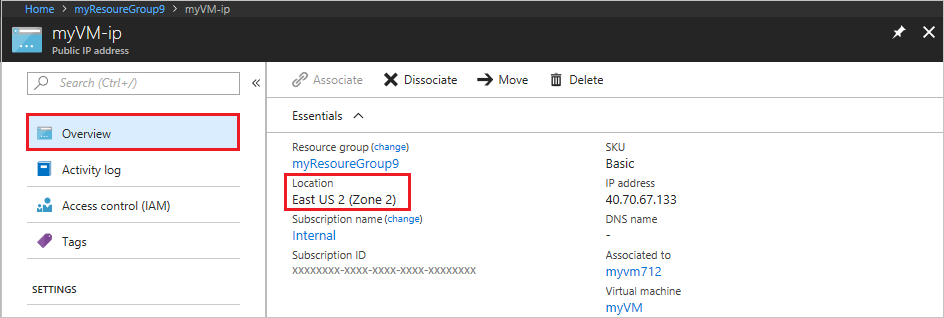 Home > myResoureGroup9 > myVM-ip
myVM-ip
Public IP address
Search (Ctrl+/)
Overview
Activity log
Access control (IAM)
Tags
SETTINGS
Associate Dissociate Move Delete
Essentials
Resource group (change)
myResoureGroup9
Location
East US 2 (Zone 2)
Subscription name (change)
Internal
Subscription ID
xxxxxxxx-xxxx-xxxx-xxxx-xxxxxxxx
SKU
Basic
IP address
40.70.67.133
DNS name
-
Associated to
myvm712
Virtual machine
myVM